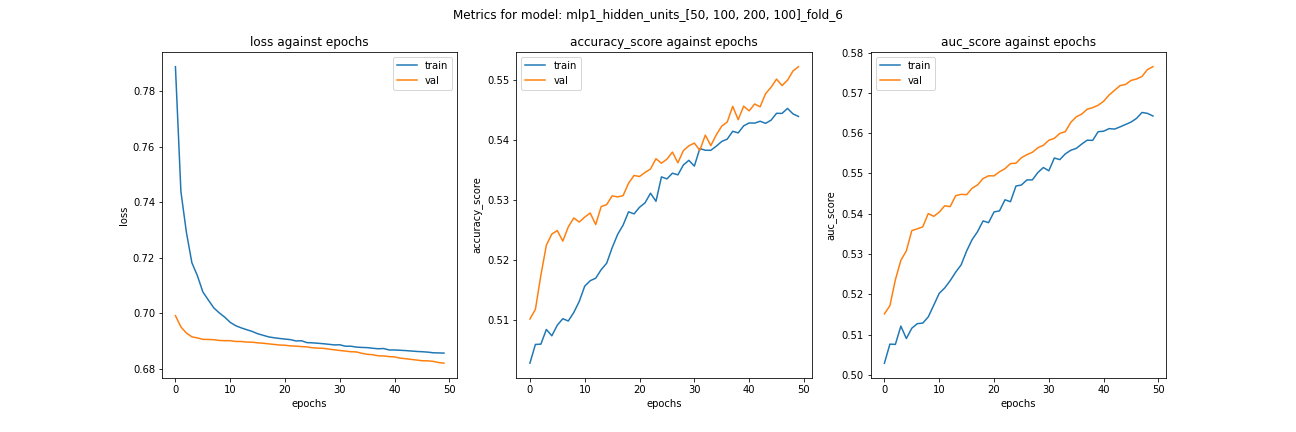 Metrics for model: mlp1_hidden_units_[50, 100, 200, 100]_fold_6
loss against epochs
train
val
0.78
0.76
0.74
0.72
0.70
0.68
loss
0 10 20 30 40 50
epochs
accuracy_score against epochs
train
val
0.55
0.54
0.53
0.52
0.51
accuracy_score
0 10 20 30 40 50
epochs
auc_score against epochs
train
val
0.58
0.57
0.56
0.55
0.54
0.53
0.52
0.51
0.50
auc_score
0 10 20 30 40 50
epochs